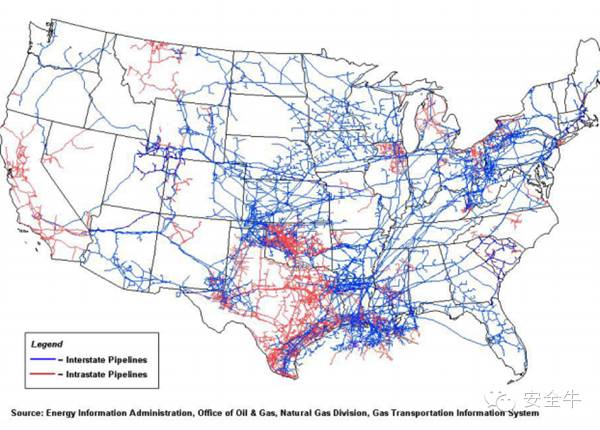 Legend
– Interstate Pipelines
– Intrastate Pipelines
安全牛
Source: Energy Information Administration, Office of Oil & Gas, Natural Gas Division, Gas Transportation Information System